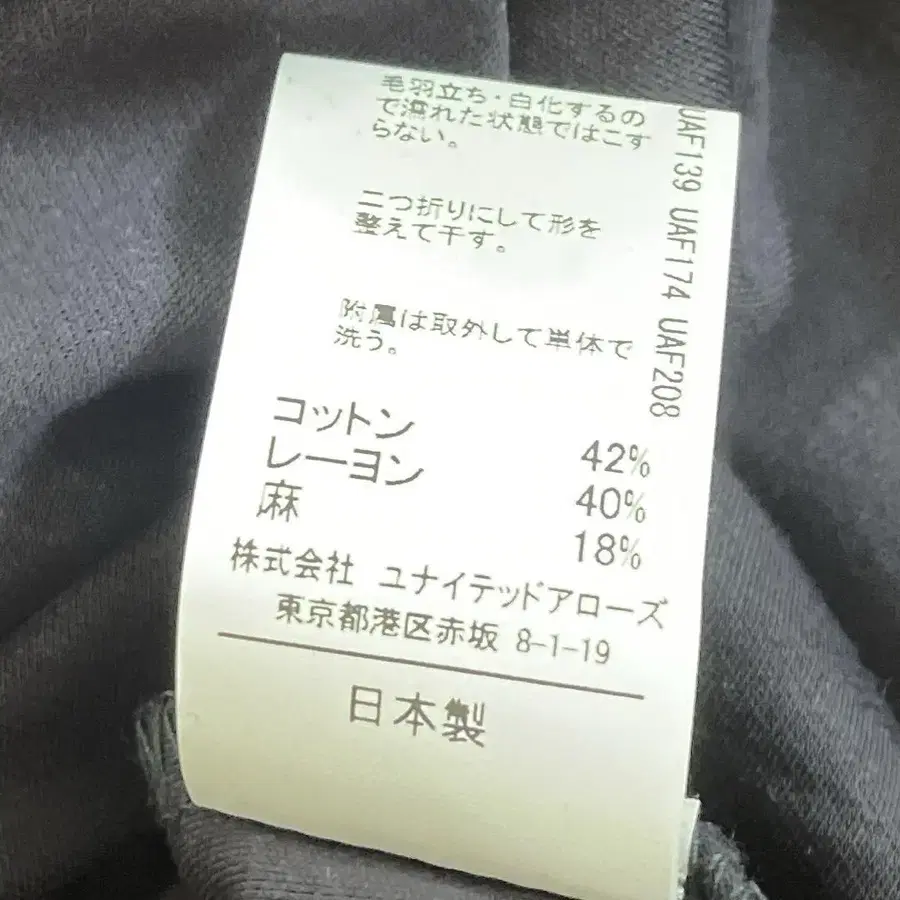 毛羽立ち・白化するの
で濡れた状態ではこす
らない。
二つ折りにして形を
整えて干す。
附属は取外して単体で
洗う。
コットン 42%
レーヨン 40%
麻 18%
株式会社 ユナイテッドアローズ
東京都港区赤坂 8-1-19
日本製
UAF139 UAF174 UAF208